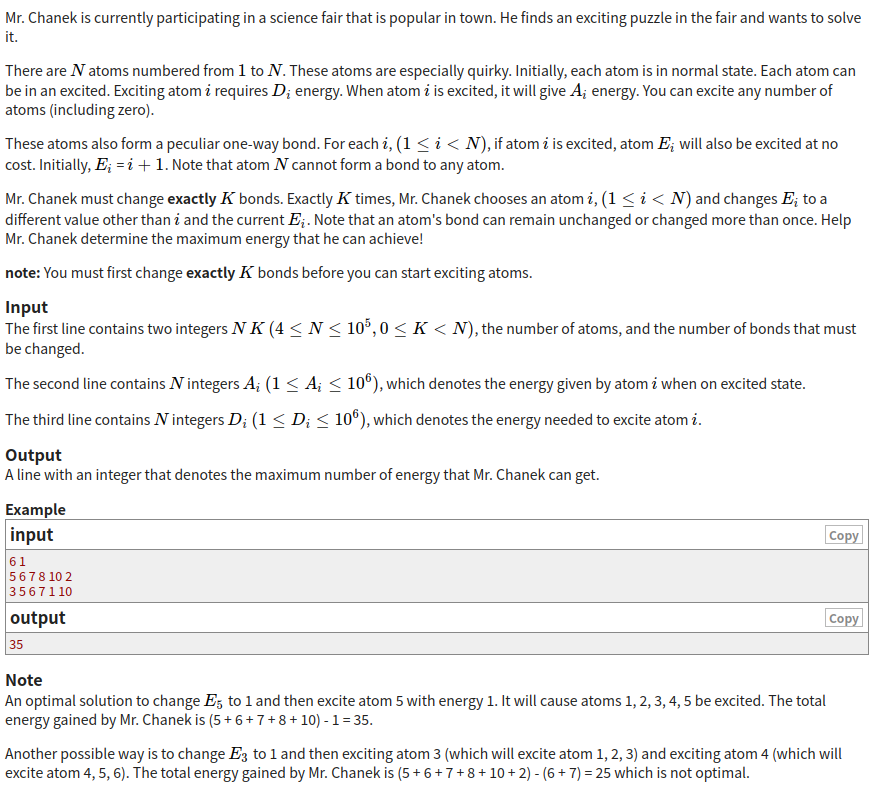 Mr. Chanek is currently participating in a science fair that is popular in town. He finds an exciting puzzle in the fair and wants to solve
it.
There are N atoms numbered from 1 to N. These atoms are especially quirky. Initially, each atom is in normal state. Each atom can
be in an excited. Exciting atom i requires D_i energy. When atom i is excited, it will give A_i energy. You can excite any number of
atoms (including zero).
These atoms also form a peculiar one-way bond. For each i, (1 ≤ i < N), if atom i is excited, atom E_i will also be excited at no
cost. Initially, E_i = i + 1. Note that atom N cannot form a bond to any atom.
Mr. Chanek must change exactly K bonds. Exactly K times, Mr. Chanek chooses an atom i, (1 ≤ i < N) and changes E_i to a
different value other than i and the current E_i. Note that an atom's bond can remain unchanged or changed more than once. Help
Mr. Chanek determine the maximum energy that he can achieve!
note: You must first change exactly K bonds before you can start exciting atoms.
Input
The first line contains two integers N K (4 ≤ N ≤ 10^5, 0 ≤ K < N), the number of atoms, and the number of bonds that must
be changed.
The second line contains N integers A_i (1 ≤ A_i ≤ 10^6), which denotes the energy given by atom i when on excited state.
The third line contains N integers D_i (1 ≤ D_i ≤ 10^6), which denotes the energy needed to excite atom i.
Output
A line with an integer that denotes the maximum number of energy that Mr. Chanek can get.
Example
input
Copy
6 1
5 6 7 8 10 2
3 5 6 7 1 10
output
Copy
35
Note
An optimal solution to change E_5 to 1 and then excite atom 5 with energy 1. It will cause atoms 1, 2, 3, 4, 5 be excited. The total
energy gained by Mr. Chanek is (5 + 6 + 7 + 8 + 10) - 1 = 35.
Another possible way is to change E_3 to 1 and then exciting atom 3 (which will excite atom 1, 2, 3) and exciting atom 4 (which will
excite atom 4, 5, 6). The total energy gained by Mr. Chanek is (5 + 6 + 7 + 8 + 10 + 2) - (6 + 7) = 25 which is not optimal.